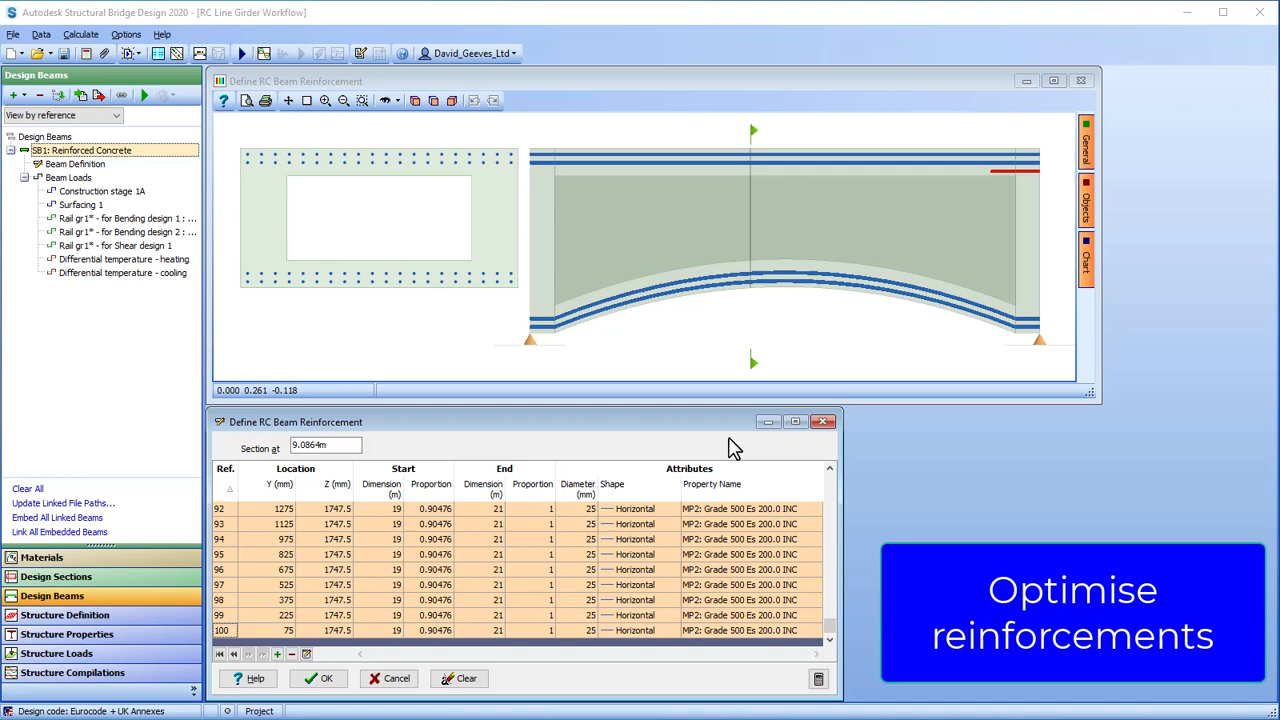 Autodesk Structural Bridge Design 2020 - [RC Line Girder Workflow]
File Data Calculate Options Help
David_Geeves_Ltd
Design Beams
View by reference
Design Beams
SB1: Reinforced Concrete
Beam Definition
Beam Loads
Construction stage 1A
Surfacing 1
Rail gr1* - for Bending design 1 : ...
Rail gr1* - for Bending design 2 : ...
Rail gr1* - for Shear design 1
Differential temperature - heating
Differential temperature - cooling
Clear All
Update Linked File Paths...
Embed All Linked Beams
Link All Embedded Beams
Materials
Design Sections
Design Beams
Structure Definition
Structure Properties
Structure Loads
Structure Compilations
Define RC Beam Reinforcement
General
Objects
Chart
0.000 0.261 -0.118
Define RC Beam Reinforcement
Section at 9.0864m
Ref. Location Start End Attributes
Y (mm) Z (mm) Dimension (m) Proportion Dimension (m) Proportion Diameter (mm) Shape Property Name
92 1275 1747.5 19 0.90476 21 1 25 Horizontal MP2: Grade 500 Es 200.0 INC
93 1125 1747.5 19 0.90476 21 1 25 Horizontal MP2: Grade 500 Es 200.0 INC
94 975 1747.5 19 0.90476 21 1 25 Horizontal MP2: Grade 500 Es 200.0 INC
95 825 1747.5 19 0.90476 21 1 25 Horizontal MP2: Grade 500 Es 200.0 INC
96 675 1747.5 19 0.90476 21 1 25 Horizontal MP2: Grade 500 Es 200.0 INC
97 525 1747.5 19 0.90476 21 1 25 Horizontal MP2: Grade 500 Es 200.0 INC
98 375 1747.5 19 0.90476 21 1 25 Horizontal MP2: Grade 500 Es 200.0 INC
99 225 1747.5 19 0.90476 21 1 25 Horizontal MP2: Grade 500 Es 200.0 INC
100 75 1747.5 19 0.90476 21 1 25 Horizontal MP2: Grade 500 Es 200.0 INC
Help OK Cancel Clear
Optimise
reinforcements
Design code: Eurocode + UK Annexes Project